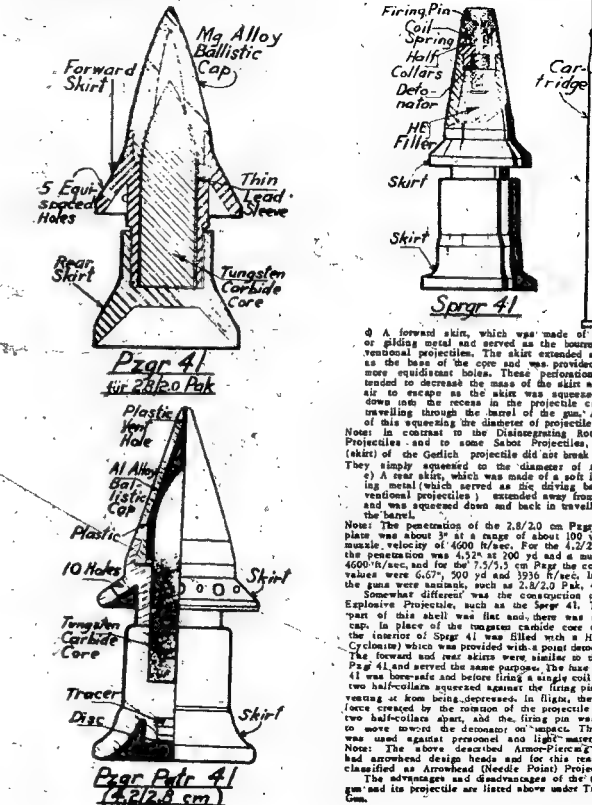 Mg Alloy
Ballistic
Cap
Forward
Skirt
5 Equi-
spaced
Holes
Thin
Lead
Sleeve
Rear
Skirt
Tungsten
Carbide
Core
Pzgr 41
für 2.8/2.0 Pak
Plastic
Vent
Hole
Al Alloy
Bal-
listic
Cap
Plastic
10 Holes
Skirt
Tungsten
Carbide
Core
Tracer
Disc
Skirt
Pzgr Patr 41
(4.2/2.8 cm)
Firing Pin
Coil
Spring
Half
Collars
Deto-
nator
HE
Filler
Skirt
Skirt
Sprgr 41
Car-
tridge
d) A forward skirt, which was made of
or gilding metal and served as the bourre
ventional projectiles. The skirt extended
as the base of the core and was provided
more equidistant holes. These perforation
tended to decrease the mass of the skirt
air to escape as the skirt was squeeze
down into the recess in the projectile
travelling through the barrel of the gun.
of this squeezing the diameter of projectile
Note: In contrast to the Disintegrating
Projectiles and to some Sabot Projectiles,
(skirt) of the Gerlich projectile did not break
They simply squeezed to the diameter of
e) A rear skirt, which was made of a soft
ing metal (which served as the driving
ventional projectiles) extended away from
and was squeezed down and back in travel
the barrel.
Note: The penetration of the 2.8/2.0 cm Pzgr
plate was about 3" at a range of about 100
muzzle velocity of 4600 ft/sec. For the 4.2/2
the penetration was 4.52" at 200 yd and a mu
4600 ft/sec, and for the 7.5/5.5 cm Pzgr the co
values were 6.67", 500 yd and 3936 ft/sec.
the guns were antitank, such as 2.8/2.0 Pak,
Somewhat different was the construction
Explosive Projectile, such as the Sprgr 41.
part of this shell was flat and there was
cap. In place of the tungsten carbide core
the interior of Sprgr 41 was filled with a H
Cyclonite) which was provided with a point deto
The forward and rear skirts were similar to
Pzgr 41 and served the same purpose. The fuze
41 was bore-safe and before firing a single coil
two half-collars squeezed against the firing pin
venting it from being depressed. In flight, the
force created by the rotation of the projectile
two half-collars apart, and the firing pin wa
to move toward the detonator on impact. Th
was used against personnel and light mater
Note: The above described Armor-Piercing
had arrowhead design heads and for this rea
classified as Arrowhead (Needle Point) Proje
The advantages and disadvantages of the
gun and its projectile are listed above under T
Gun.